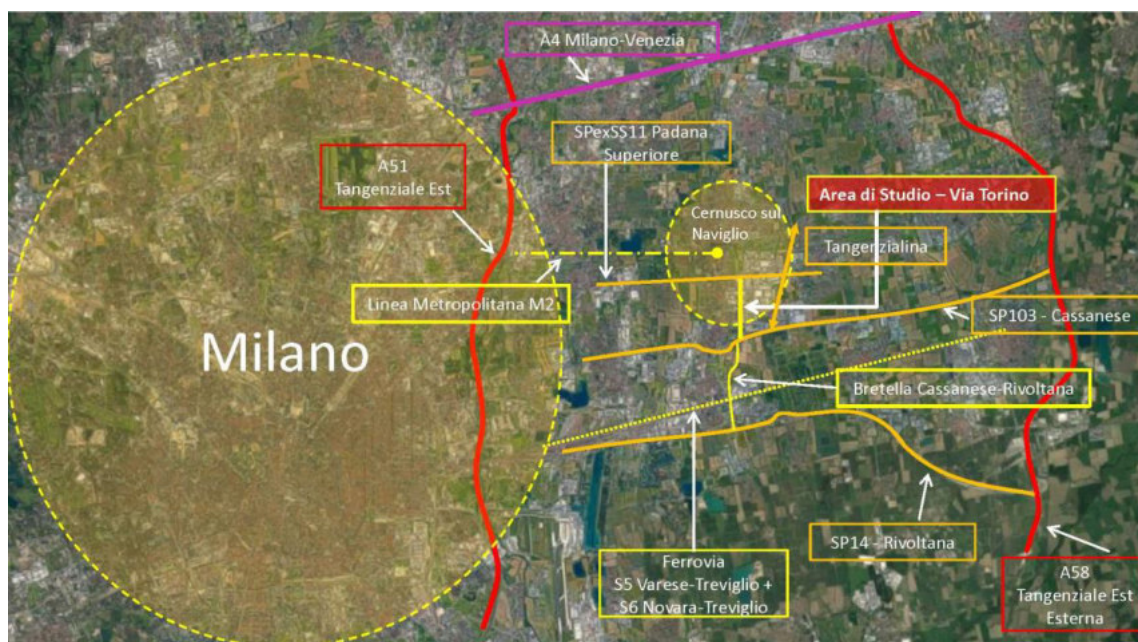 A4 Milano-Venezia
SPexSS11 Padana
Superiore
A51
Tangenziale Est
Area di Studio – Via Torino
Cernusco sul
Naviglio
Tangenzialina
Linea Metropolitana M2
SP103 - Cassanese
Milano
Bretella Cassanese-Rivoltana
SP14 - Rivoltana
Ferrovia
S5 Varese-Treviglio +
S6 Novara-Treviglio
A58
Tangenziale Est
Esterna